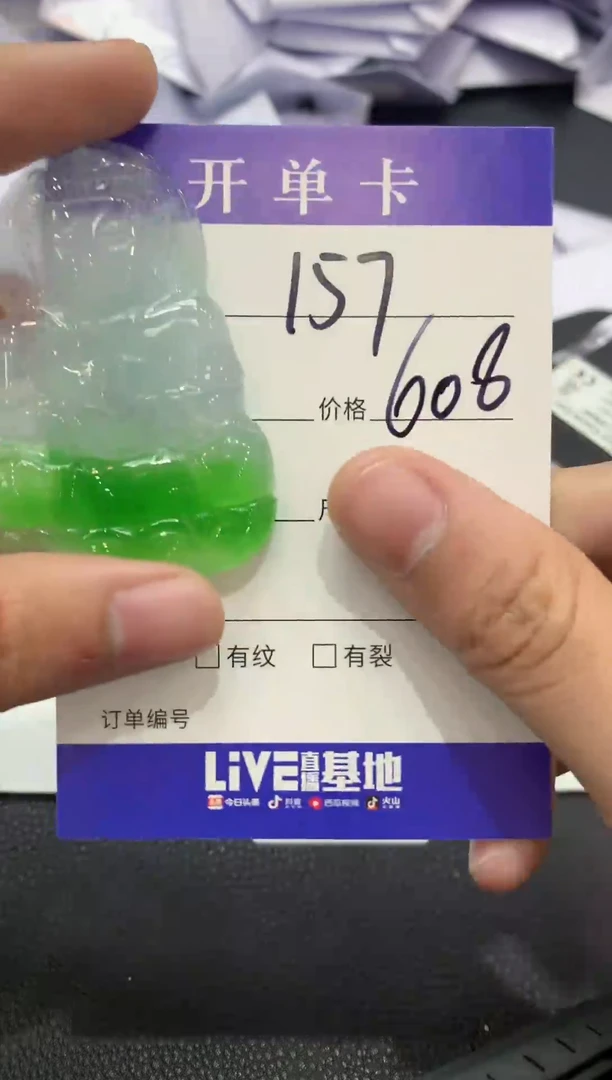 开单卡
157
价格 608
有纹 有裂
订单编号
LiVE直播基地
今日头条 抖音 西瓜视频 火山